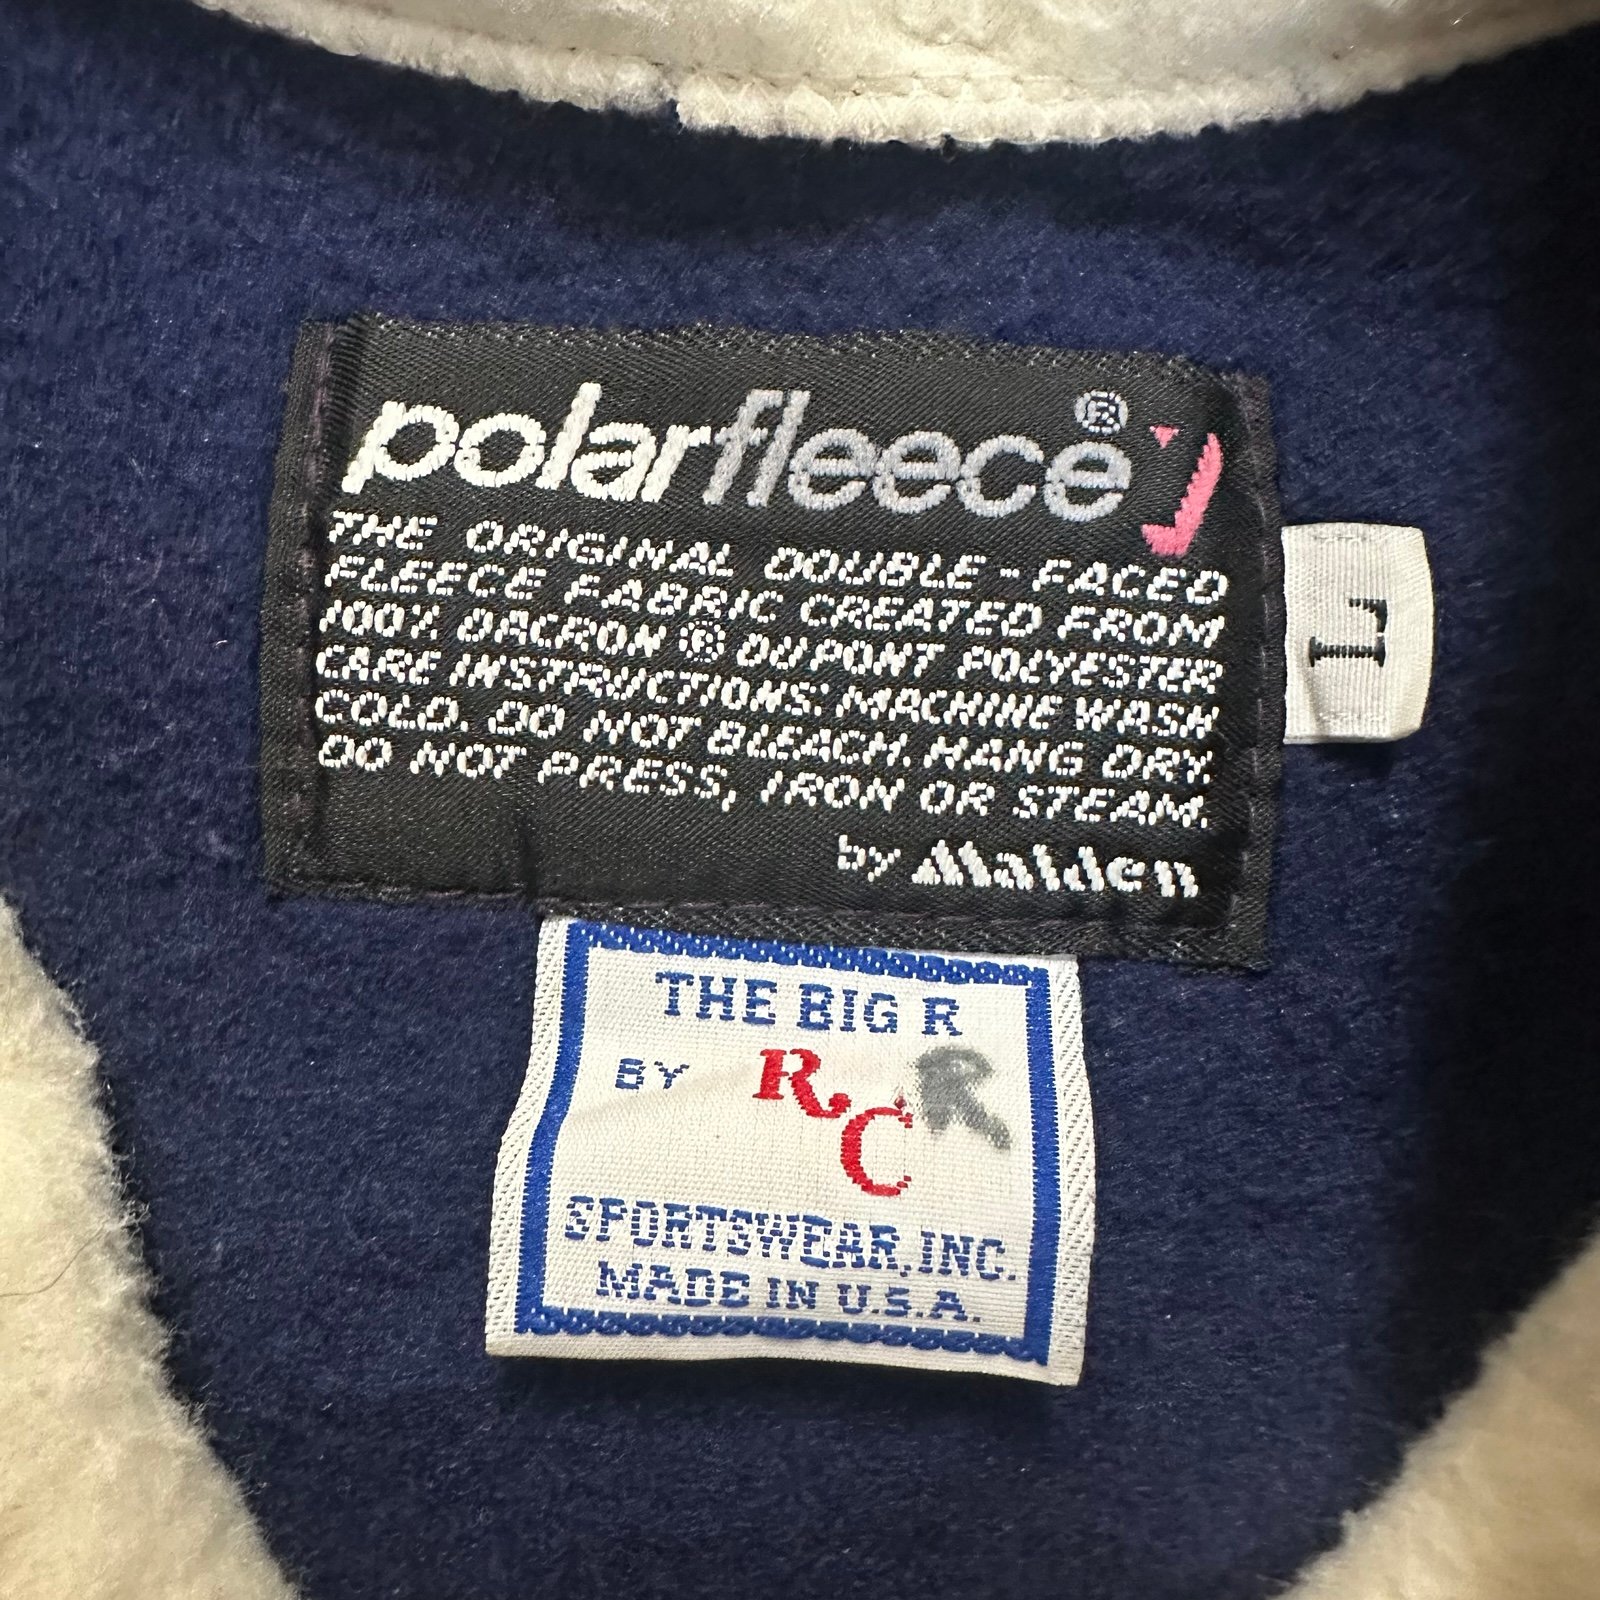 polarfleece®
THE ORIGINAL DOUBLE-FACED
FLEECE FABRIC CREATED FROM
100% DACRON ® DUPONT POLYESTER
CARE INSTRUCTIONS: MACHINE WASH
COLD. DO NOT BLEACH. HANG DRY.
DO NOT PRESS, IRON OR STEAM.
by Malden
L
THE BIG R
BY RC R
SPORTSWEAR, INC.
MADE IN U.S.A.